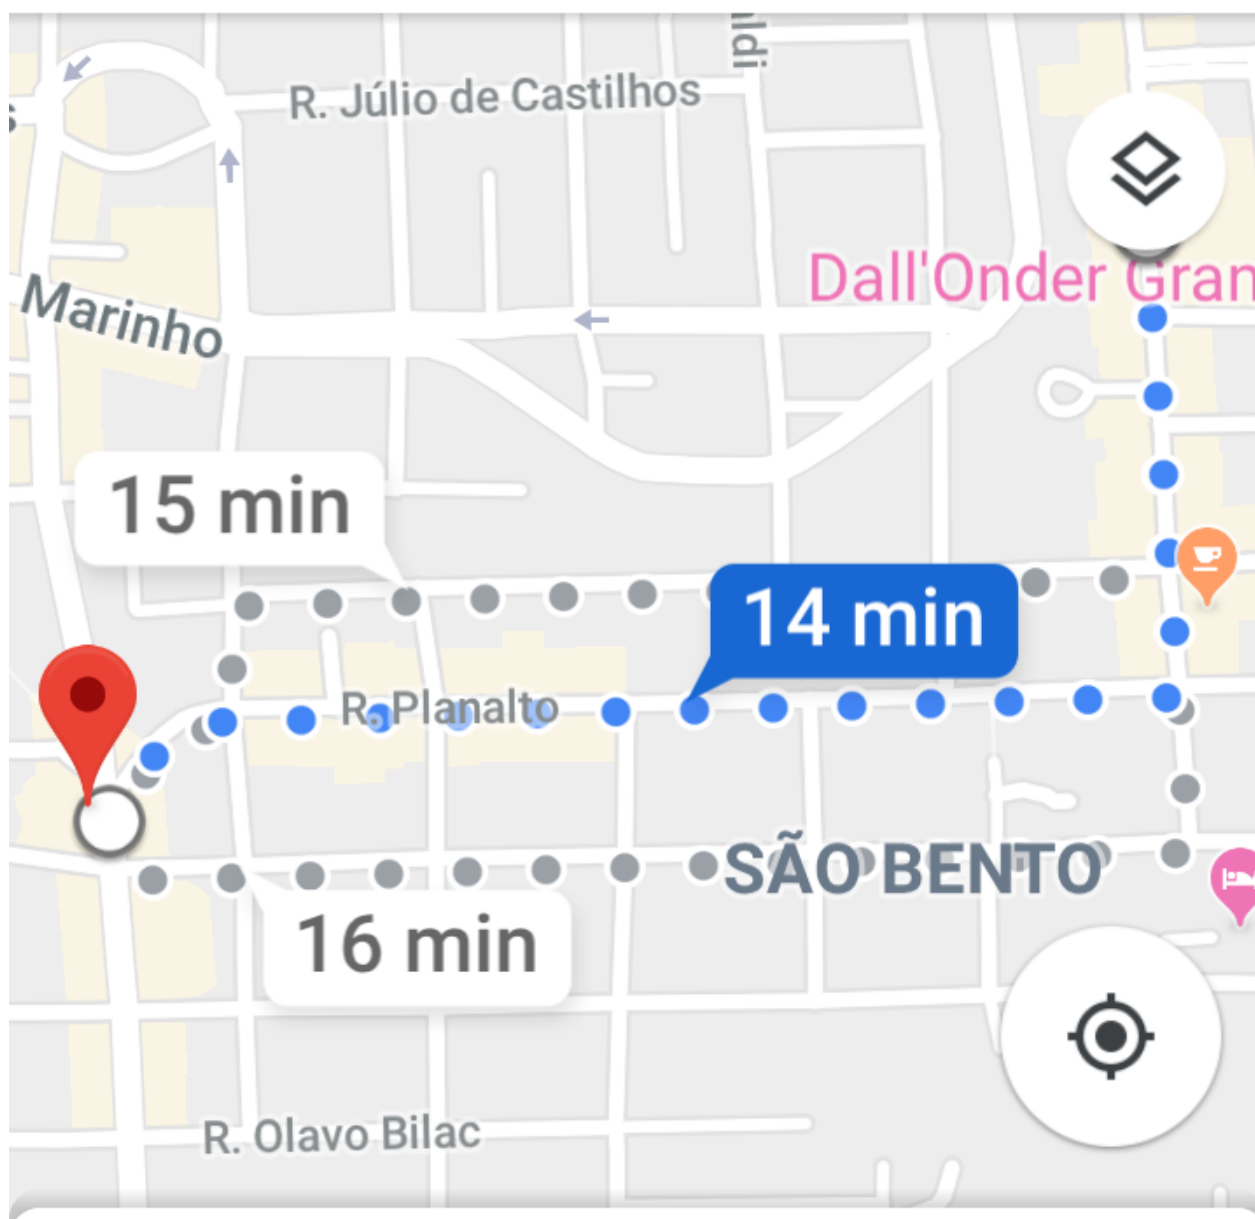 R. Júlio de Castilhos
Dall'Onder Gran
Marinho
15 min
14 min
R. Planalto
SÃO BENTO
16 min
R. Olavo Bilac